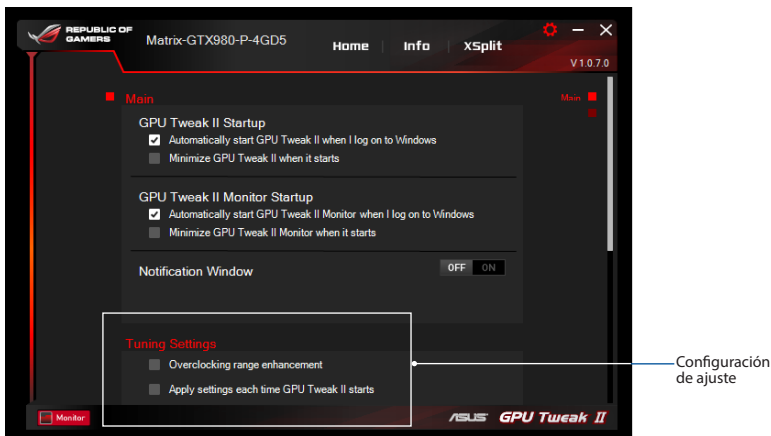 REPUBLIC OF
GAMERS
Matrix-GTX980-P-4GD5
Home
Info
XSplit
V 1.0.7.0
Main
Main
GPU Tweak II Startup
Automatically start GPU Tweak II when I log on to Windows
Minimize GPU Tweak II when it starts
GPU Tweak II Monitor Startup
Automatically start GPU Tweak II Monitor when I log on to Windows
Minimize GPU Tweak II Monitor when it starts
Notification Window
OFF ON
Tuning Settings
Overclocking range enhancement
Apply settings each time GPU Tweak II starts
Configuración
de ajuste
Monitor
ASUS GPU Tweak II